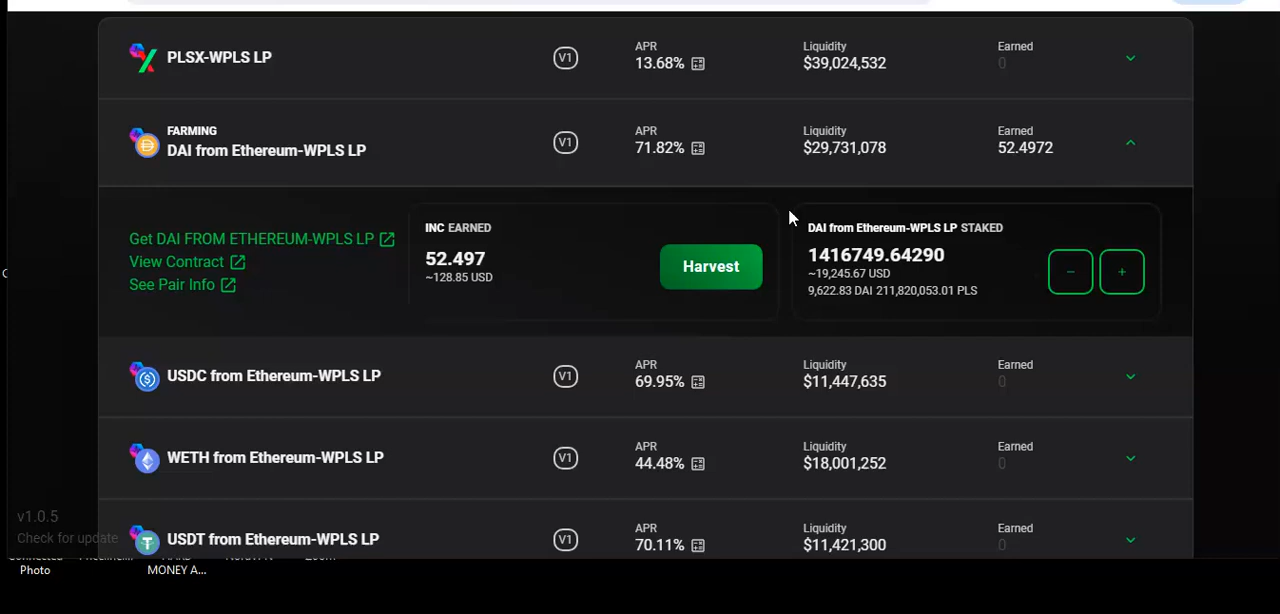 PLSX-WPLS LP
V1
APR
13.68%
Liquidity
$39,024,532
Earned
0
FARMING
DAI from Ethereum-WPLS LP
V1
APR
71.82%
Liquidity
$29,731,078
Earned
52.4972
Get DAI FROM ETHEREUM-WPLS LP
View Contract
See Pair Info
INC EARNED
52.497
~128.85 USD
Harvest
DAI from Ethereum-WPLS LP STAKED
1416749.64290
~19,245.67 USD
9,622.83 DAI 211,820,053.01 PLS
−
+
USDC from Ethereum-WPLS LP
V1
APR
69.95%
Liquidity
$11,447,635
Earned
0
WETH from Ethereum-WPLS LP
V1
APR
44.48%
Liquidity
$18,001,252
Earned
0
USDT from Ethereum-WPLS LP
V1
APR
70.11%
Liquidity
$11,421,300
Earned
0
v1.0.5
Check for update
Photo
MONEY A...